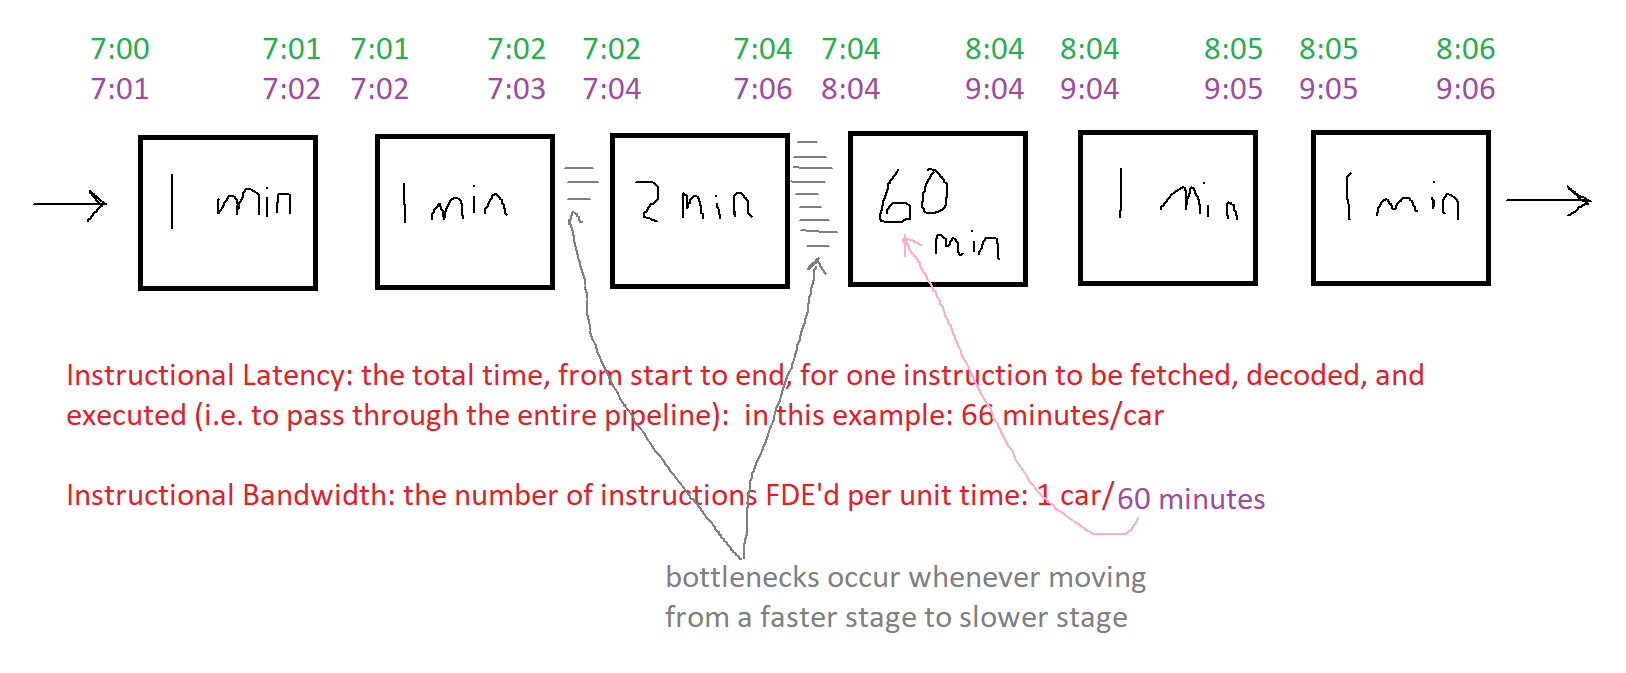 7:00 7:01 7:01 7:02 7:02 7:04 7:04 8:04 8:04 8:05 8:05 8:06
7:01 7:02 7:02 7:03 7:04 7:06 8:04 9:04 9:04 9:05 9:05 9:06
1 min
1 min
2 min
60
min
1 min
1 min
Instructional Latency: the total time, from start to end, for one instruction to be fetched, decoded, and
executed (i.e. to pass through the entire pipeline):  in this example: 66 minutes/car
Instructional Bandwidth: the number of instructions FDE'd per unit time: 1 car/60 minutes
bottlenecks occur whenever moving
from a faster stage to slower stage